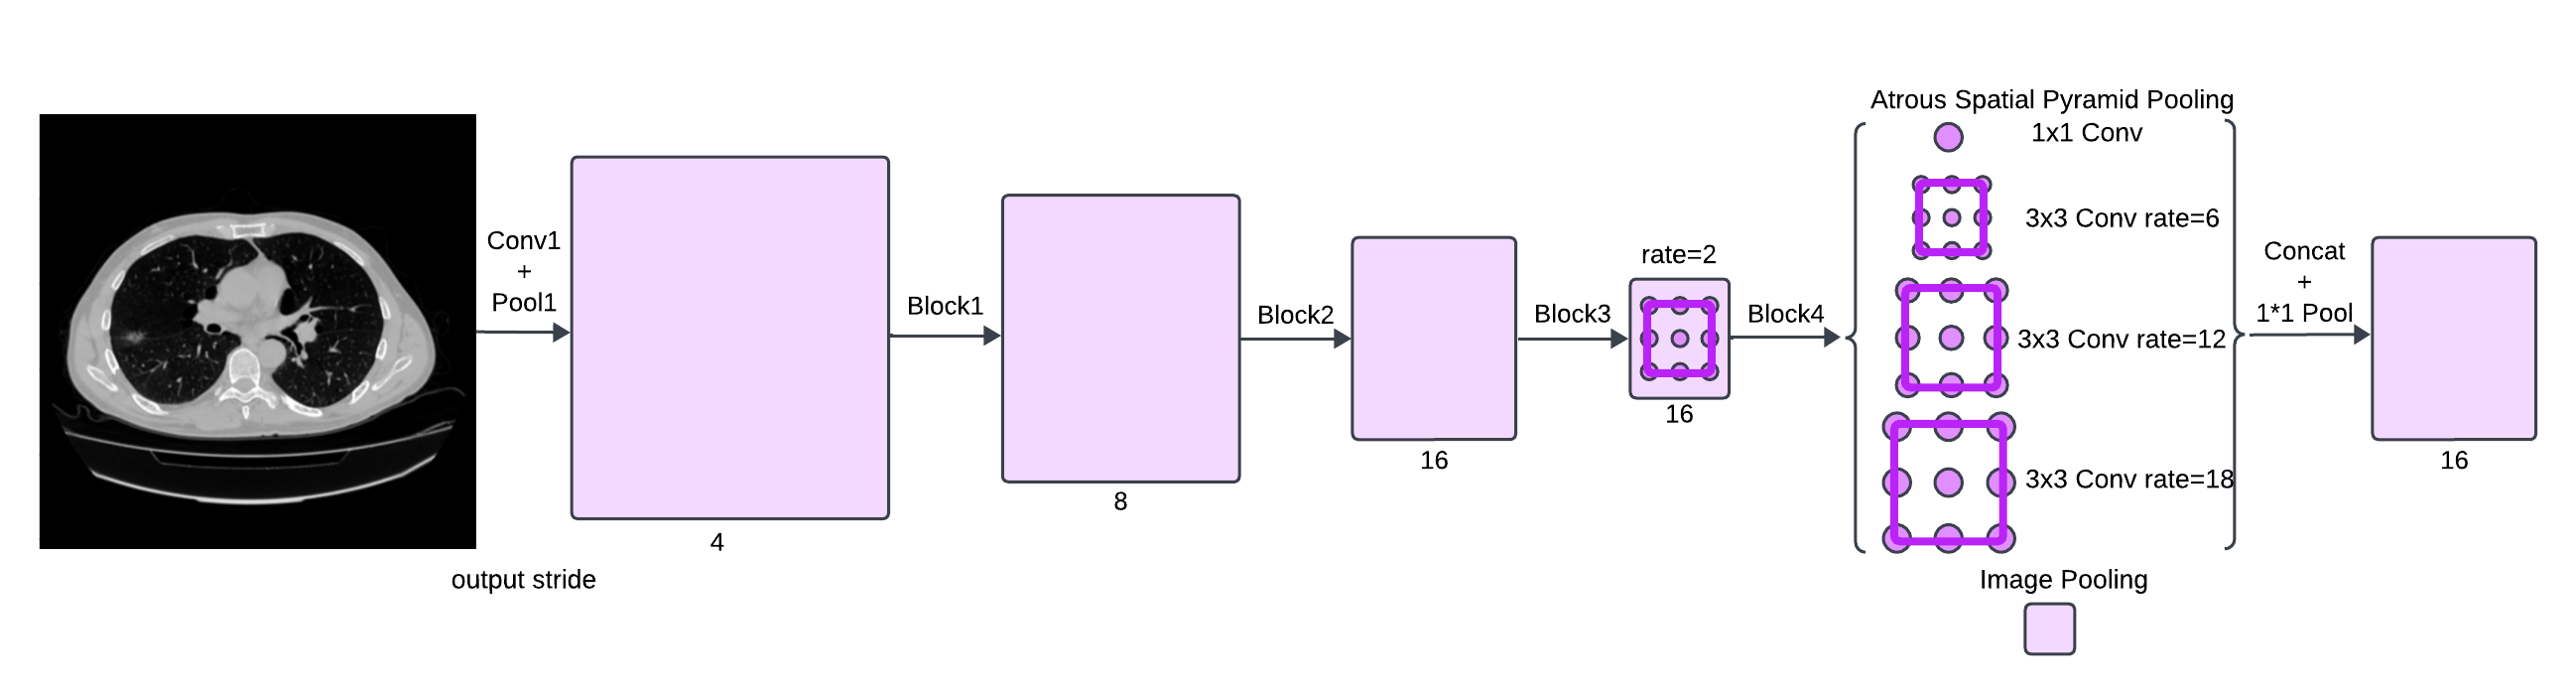 Conv1
+
Pool1
4
output stride
Block1
8
Block2
16
Block3
rate=2
16
Block4
Atrous Spatial Pyramid Pooling
1x1 Conv
3x3 Conv rate=6
3x3 Conv rate=12
3x3 Conv rate=18
Image Pooling
Concat
+
1*1 Pool
16